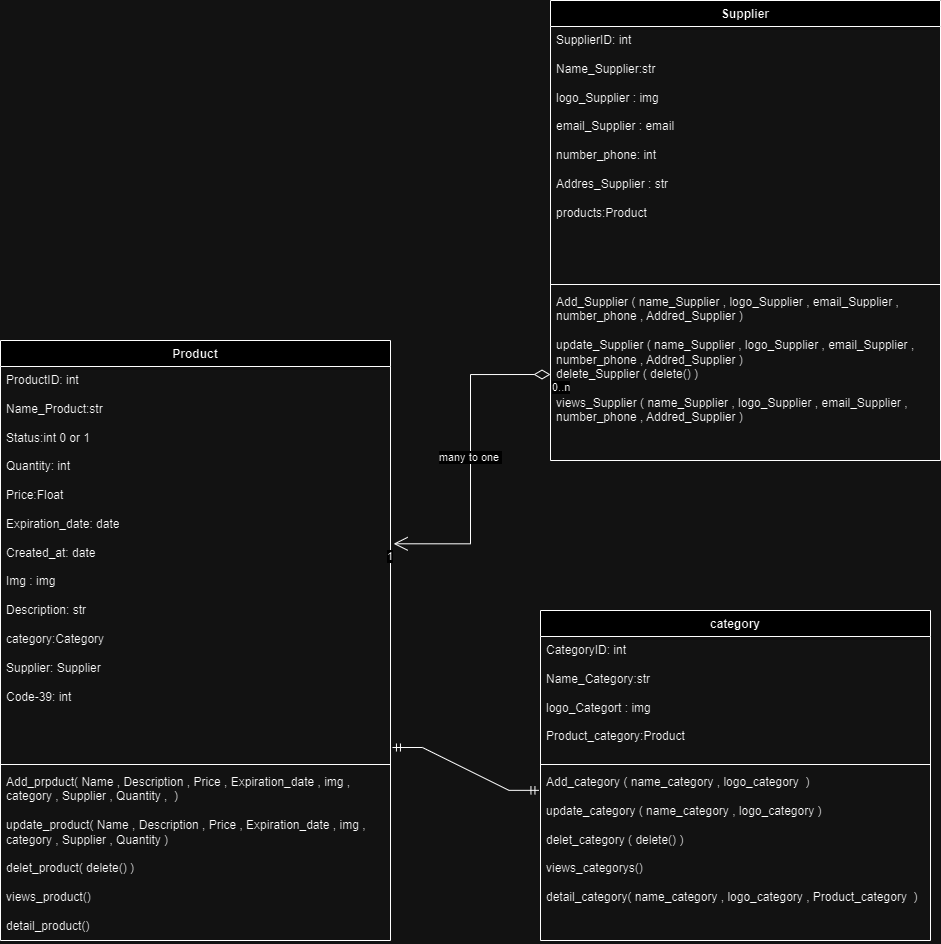 Supplier
SupplierID: int
Name_Supplier:str
logo_Supplier : img
email_Supplier : email
number_phone: int
Addres_Supplier : str
products:Product
Add_Supplier ( name_Supplier , logo_Supplier , email_Supplier ,
number_phone , Addred_Supplier )
update_Supplier ( name_Supplier , logo_Supplier , email_Supplier ,
number_phone , Addred_Supplier )
delete_Supplier ( delete() )
views_Supplier ( name_Supplier , logo_Supplier , email_Supplier ,
number_phone , Addred_Supplier )
0..n
many to one
1
Product
ProductID: int
Name_Product:str
Status:int 0 or 1
Quantity: int
Price:Float
Expiration_date: date
Created_at: date
Img : img
Description: str
category:Category
Supplier: Supplier
Code-39: int
Add_prpduct( Name , Description , Price , Expiration_date , img ,
category , Supplier , Quantity ,  )
update_product( Name , Description , Price , Expiration_date , img ,
category , Supplier , Quantity )
delet_product( delete() )
views_product()
detail_product()
category
CategoryID: int
Name_Category:str
logo_Categort : img
Product_category:Product
Add_category ( name_category , logo_category  )
update_category ( name_category , logo_category )
delet_category ( delete() )
views_categorys()
detail_category( name_category , logo_category , Product_category  )